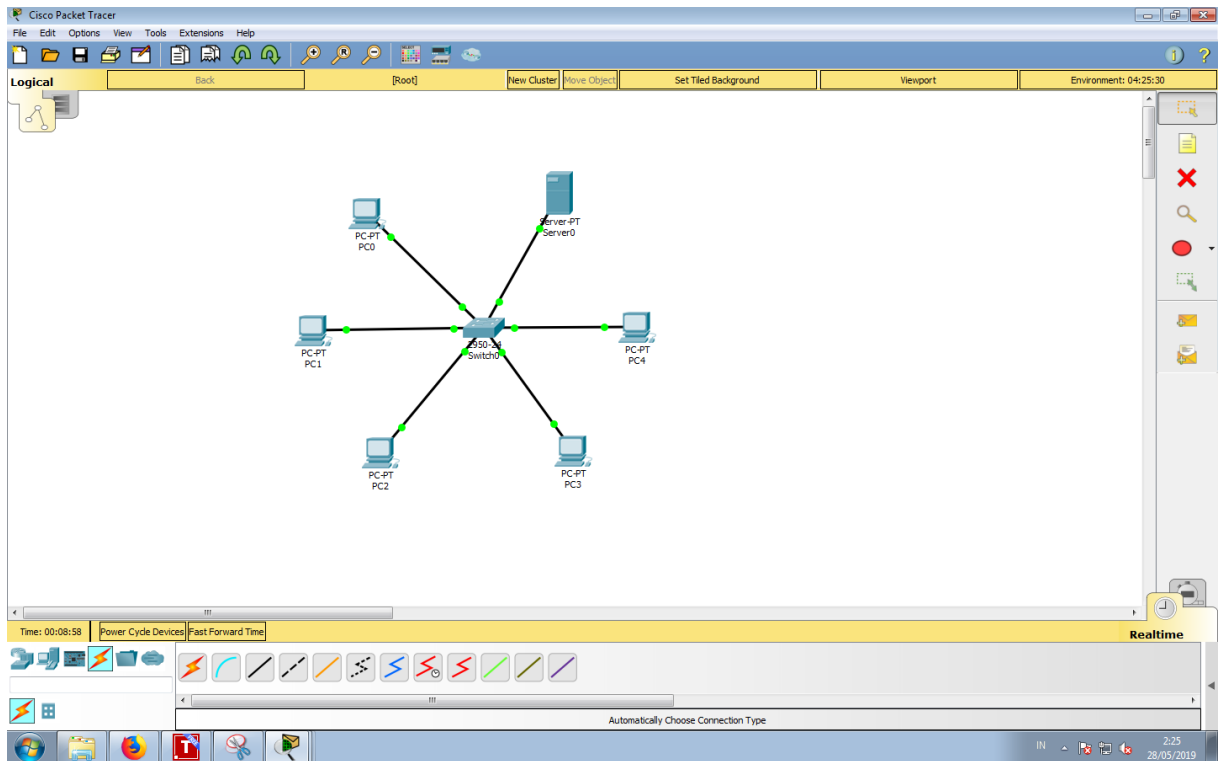 Cisco Packet Tracer
File Edit Options View Tools Extensions Help
Logical Back [Root] New Cluster Move Object Set Tiled Background Viewport Environment: 04:25:30
Server-PT
Server0
PC-PT
PC0
2950-24
Switch0
PC-PT
PC1
PC-PT
PC4
PC-PT
PC2
PC-PT
PC3
Time: 00:08:58 Power Cycle Devices Fast Forward Time Realtime
Automatically Choose Connection Type
IN 2:25
28/05/2019